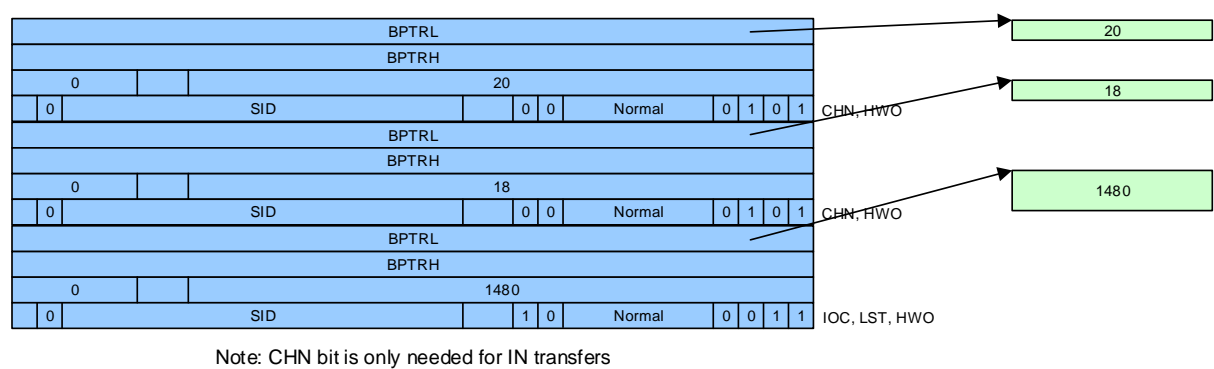 BPTRL
20
BPTRH
0 20
18
0 SID 0 0 Normal 0 1 0 1 CHN, HWO
BPTRL
BPTRH
0 18
1480
0 SID 0 0 Normal 0 1 0 1 CHN, HWO
BPTRL
BPTRH
0 1480
0 SID 1 0 Normal 0 0 1 1 IOC, LST, HWO
Note: CHN bit is only needed for IN transfers